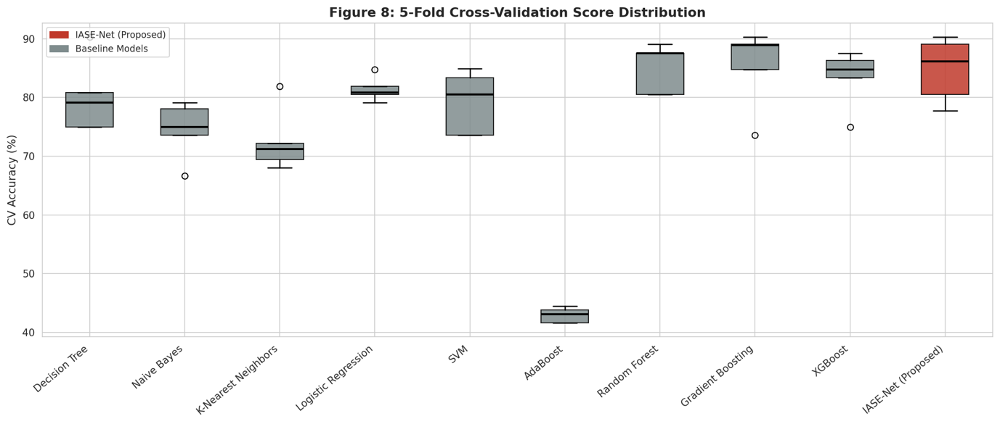 Figure 8: 5-Fold Cross-Validation Score Distribution
IASE-Net (Proposed)
Baseline Models
CV Accuracy (%)
90
80
70
60
50
40
Decision Tree
Naive Bayes
K-Nearest Neighbors
Logistic Regression
SVM
AdaBoost
Random Forest
Gradient Boosting
XGBoost
IASE-Net (Proposed)